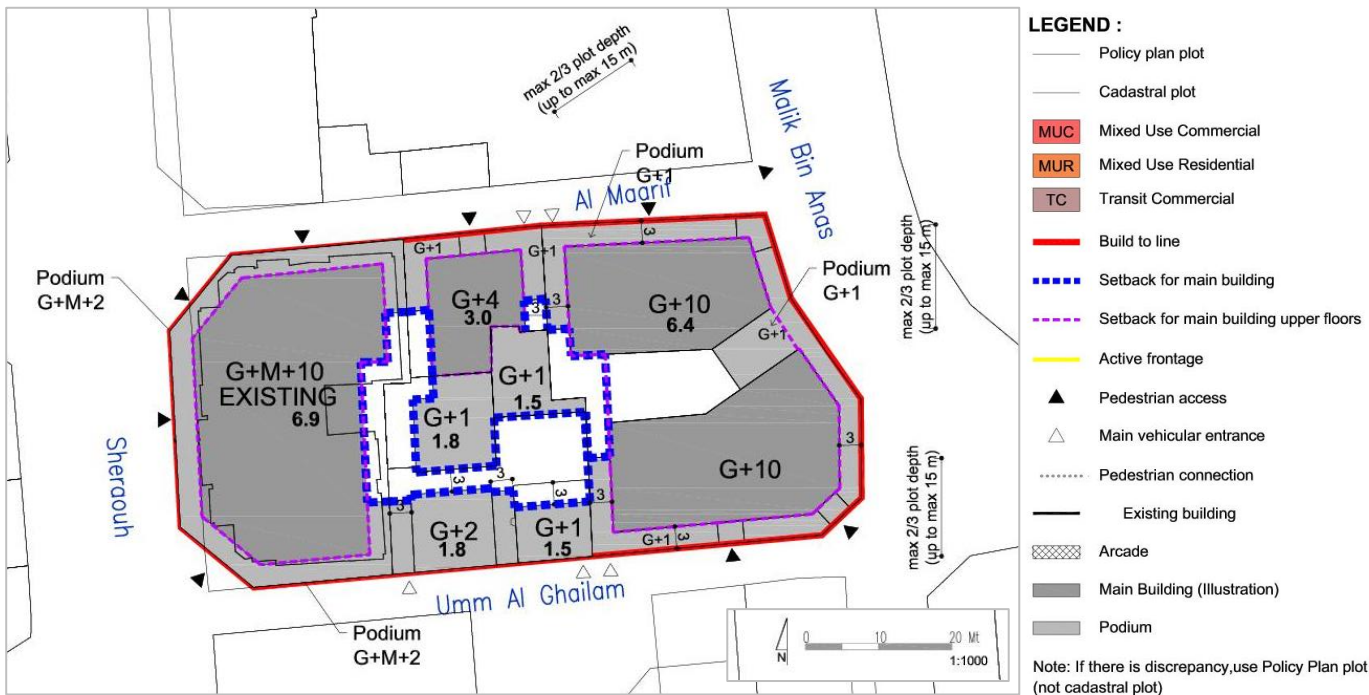 max 2/3 plot depth
(up to max 15 m)
Malik Bin Anas
Podium
G+1
Al Maarif
3
G+1
G+1
Podium
G+1
max 2/3 plot depth
(up to max 15 m)
Podium
G+M+2
G+4
3.0
3
3
3
G+10
6.4
G+1
G+M+10
EXISTING
6.9
G+1
1.5
G+1
1.8
Sheraouh
3
G+10
3
3
3
3
3
G+2
1.8
G+1
1.5
G+1
3
max 2/3 plot depth
(up to max 15 m)
Umm Al Ghailam
Podium
G+M+2
N
0 10 20 Mt
1:1000
LEGEND :
Policy plan plot
Cadastral plot
MUC Mixed Use Commercial
MUR Mixed Use Residential
TC Transit Commercial
Build to line
Setback for main building
Setback for main building upper floors
Active frontage
Pedestrian access
Main vehicular entrance
Pedestrian connection
Existing building
Arcade
Main Building (Illustration)
Podium
Note: If there is discrepancy,use Policy Plan plot
(not cadastral plot)